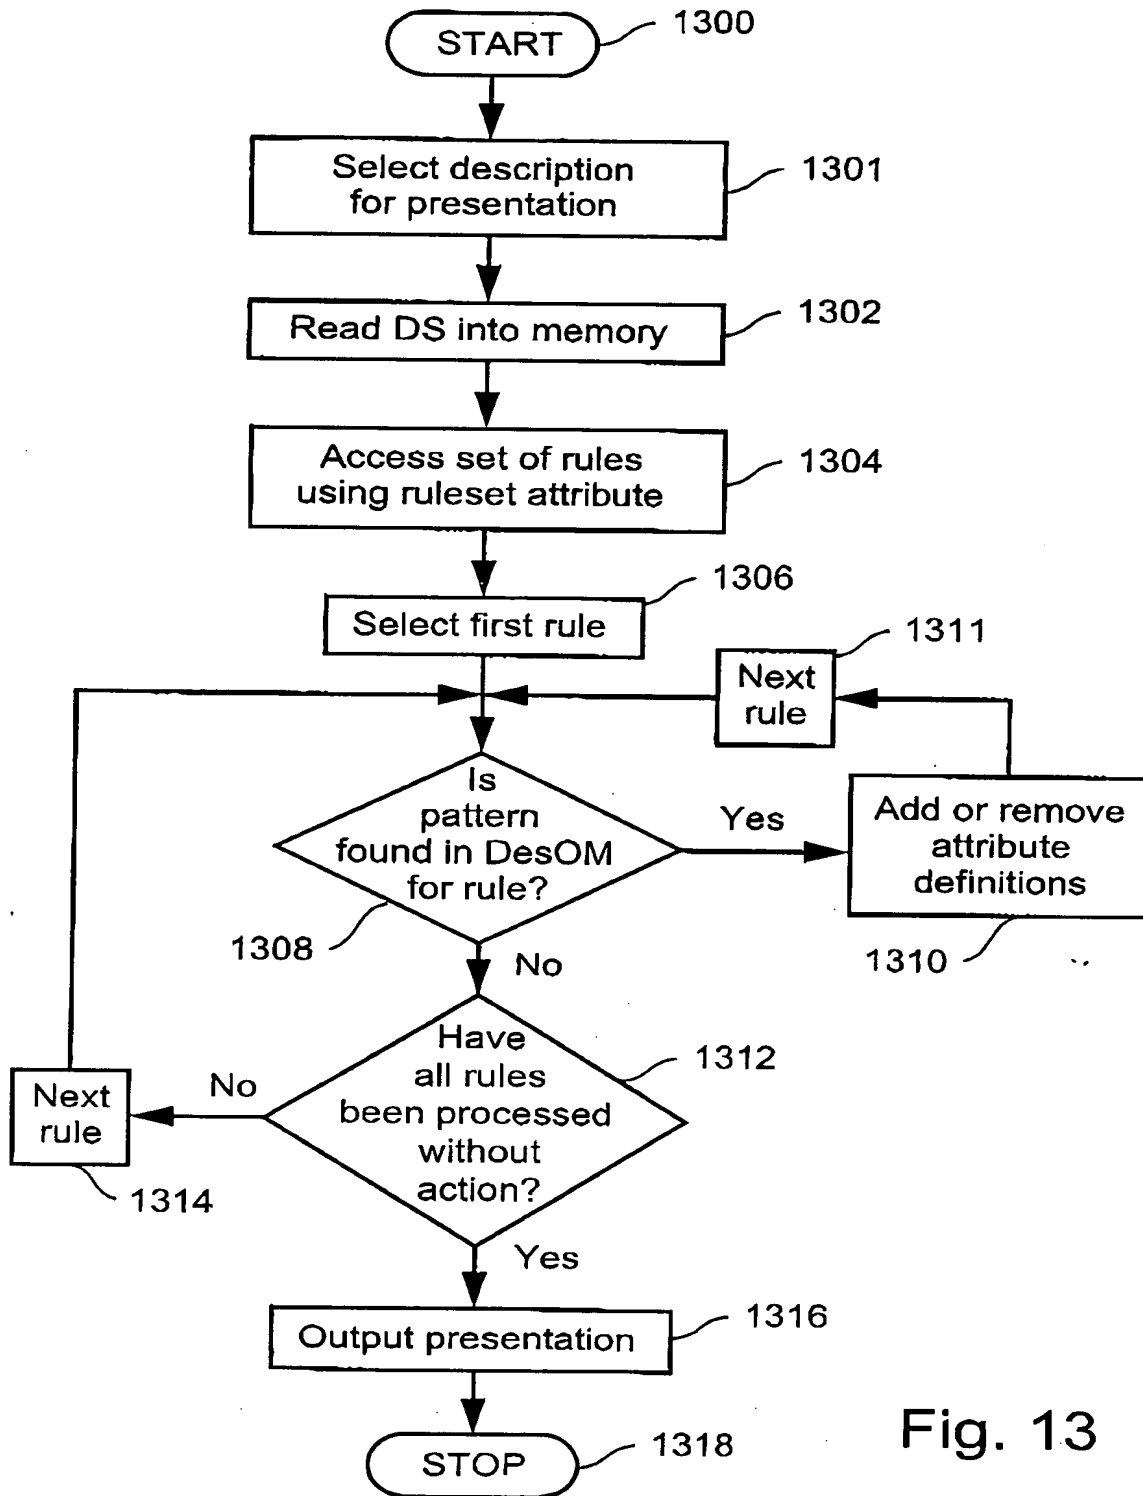 START
1300
Select description
for presentation
1301
Read DS into memory
1302
Access set of rules
using ruleset attribute
1304
Select first rule
1306
Next
rule
1311
Is
pattern
found in DesOM
for rule?
1308
Yes
Add or remove
attribute
definitions
1310
No
Have
all rules
been processed
without
action?
1312
No
Next
rule
1314
Yes
Output presentation
1316
STOP
1318
Fig. 13